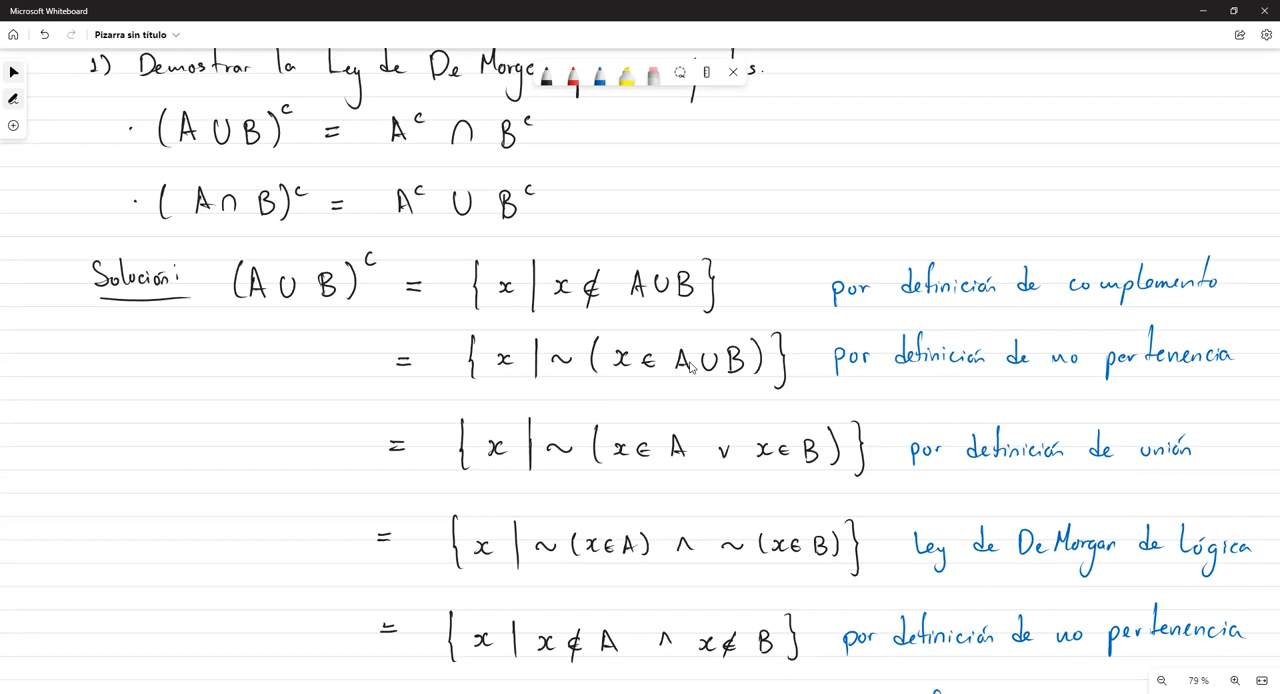 Microsoft Whiteboard
Pizarra sin título
1) Demostrar la Ley de De Morg
· (A ∪ B)ᶜ = Aᶜ ∩ Bᶜ
· (A ∩ B)ᶜ = Aᶜ ∪ Bᶜ
Solución: (A ∪ B)ᶜ = { x | x ∉ A ∪ B } por definición de complemento
= { x | ~ ( x ∈ A ∪ B ) } por definición de no pertenencia
= { x | ~ ( x ∈ A ∨ x ∈ B ) } por definición de unión
= { x | ~ (x ∈ A) ∧ ~ (x ∈ B) } Ley de De Morgan de Lógica
= { x | x ∉ A ∧ x ∉ B } por definición de no pertenencia
79 %